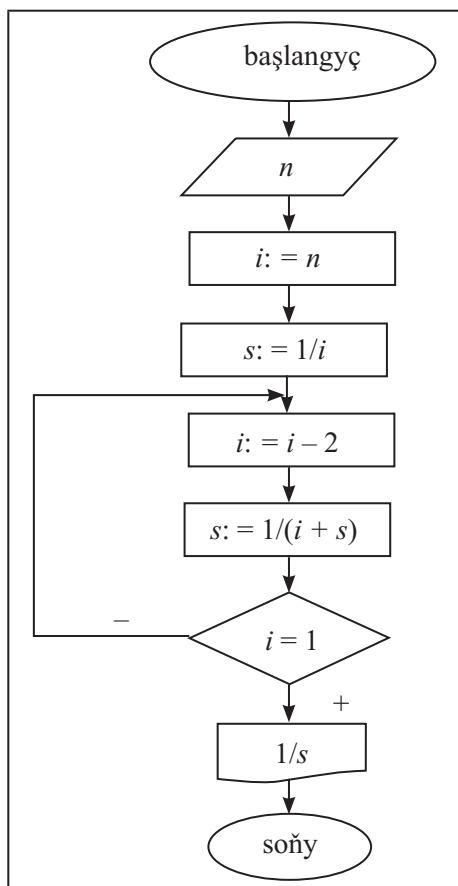 başlangyç
n
i: = n
s: = 1/i
i: = i – 2
s: = 1/(i + s)
–
i = 1
+
1/s
soňy